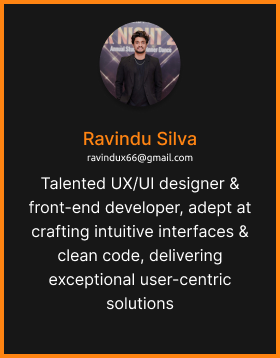 Ravindu Silva
ravindux66@gmail.com
Talented UX/UI designer &
front-end developer, adept at
crafting intuitive interfaces &
clean code, delivering
exceptional user-centric
solutions